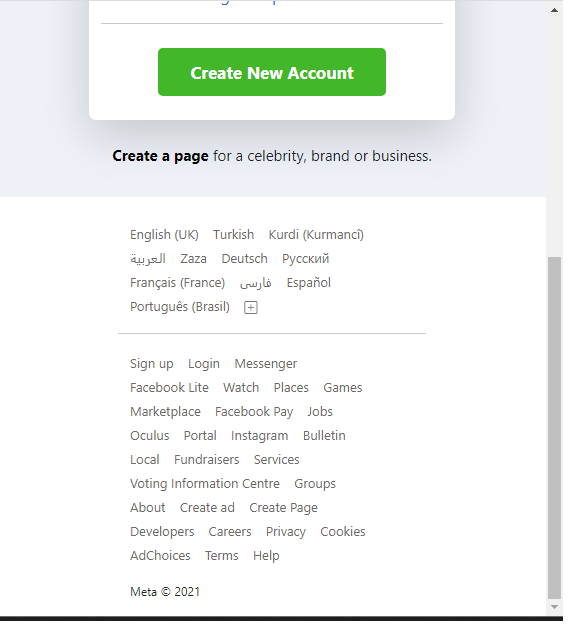 Create New Account
Create a page for a celebrity, brand or business.
English (UK) Turkish Kurdi (Kurmancî)
العربية Zaza Deutsch Русский
Français (France) فارسی Español
Português (Brasil)
Sign up Login Messenger
Facebook Lite Watch Places Games
Marketplace Facebook Pay Jobs
Oculus Portal Instagram Bulletin
Local Fundraisers Services
Voting Information Centre Groups
About Create ad Create Page
Developers Careers Privacy Cookies
AdChoices Terms Help
Meta © 2021